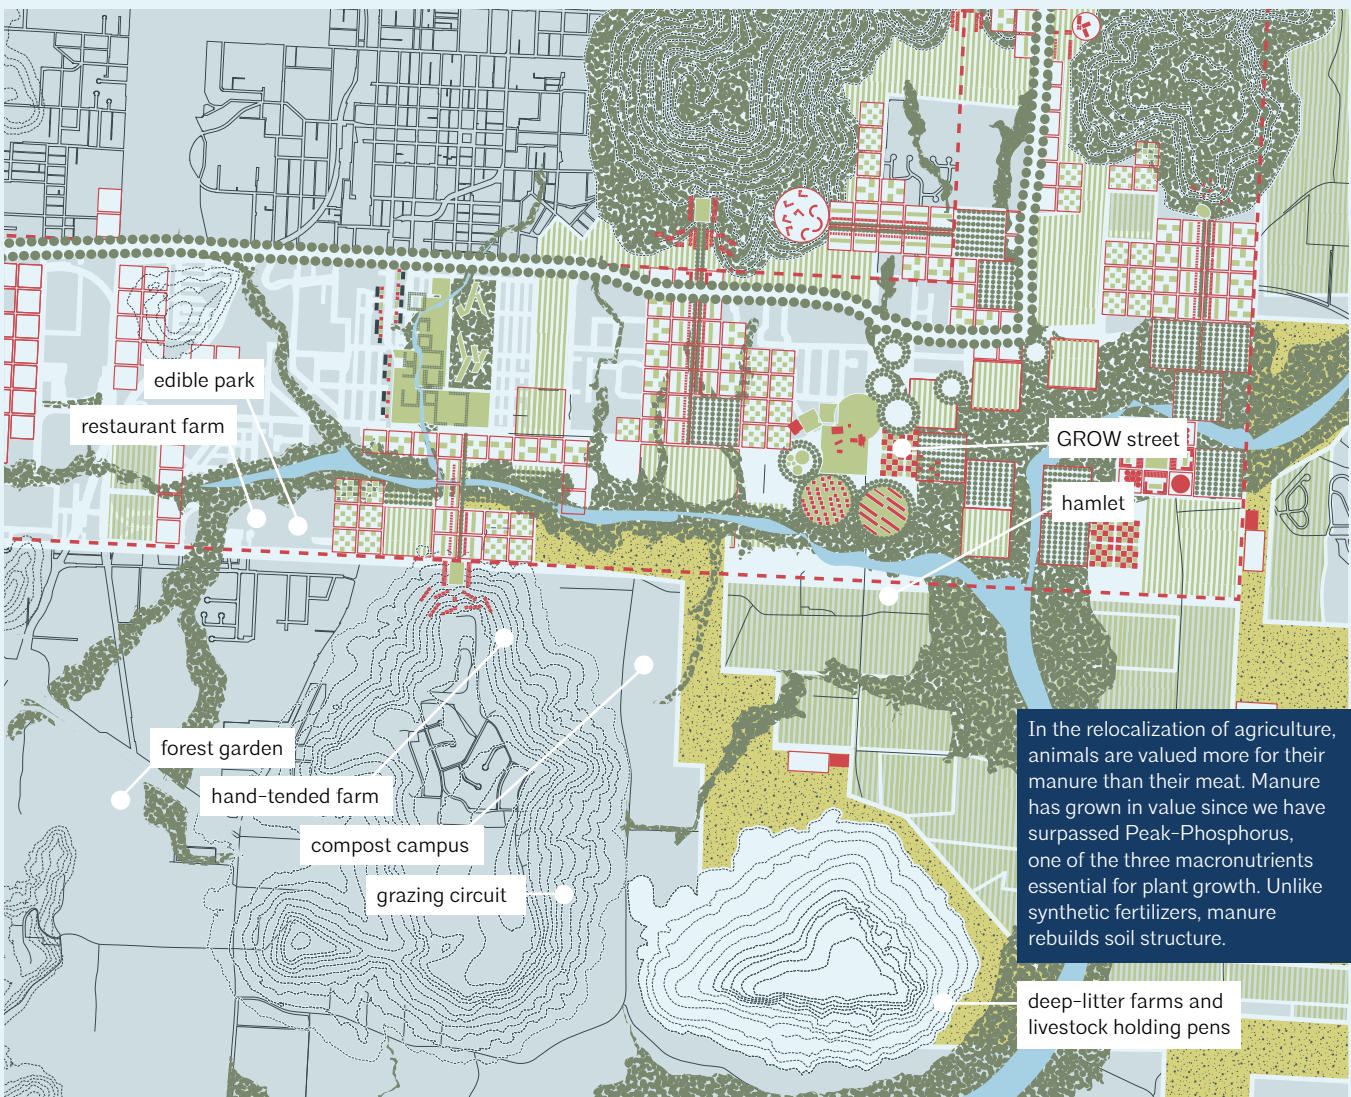 edible park
restaurant farm
GROW street
hamlet
forest garden
hand-tended farm
compost campus
grazing circuit
In the relocalization of agriculture,
animals are valued more for their
manure than their meat. Manure
has grown in value since we have
surpassed Peak-Phosphorus,
one of the three macronutrients
essential for plant growth. Unlike
synthetic fertilizers, manure
rebuilds soil structure.
deep-litter farms and
livestock holding pens